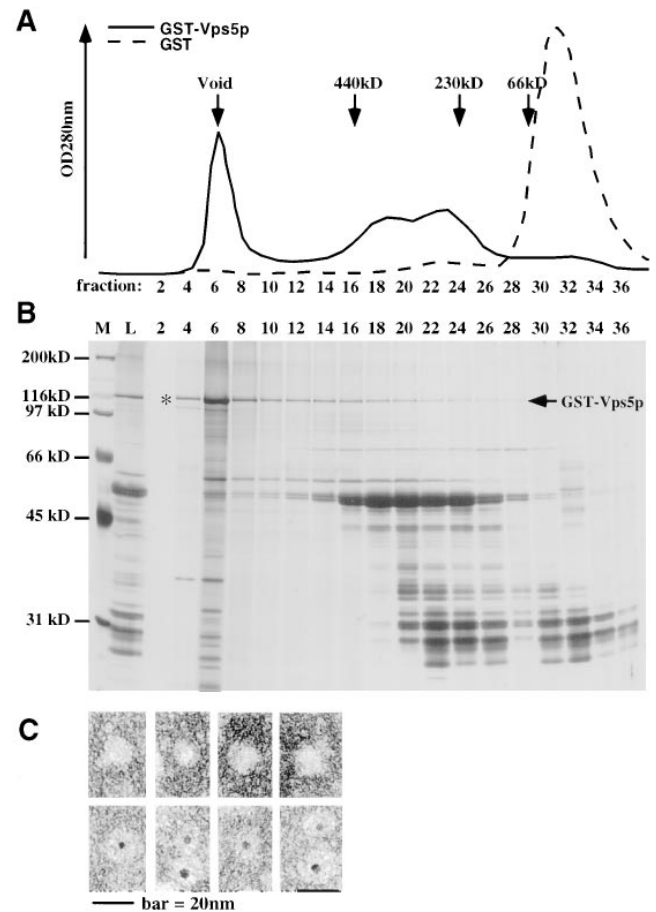 A
GST-Vps5p
GST
Void 440kD 230kD 66kD
OD280nm
fraction: 2 4 6 8 10 12 14 16 18 20 22 24 26 28 30 32 34 36
B
M L 2 4 6 8 10 12 14 16 18 20 22 24 26 28 30 32 34 36
200kD
116kD
* GST-Vps5p
97 kD
66 kD
45 kD
31 kD
C
bar = 20nm